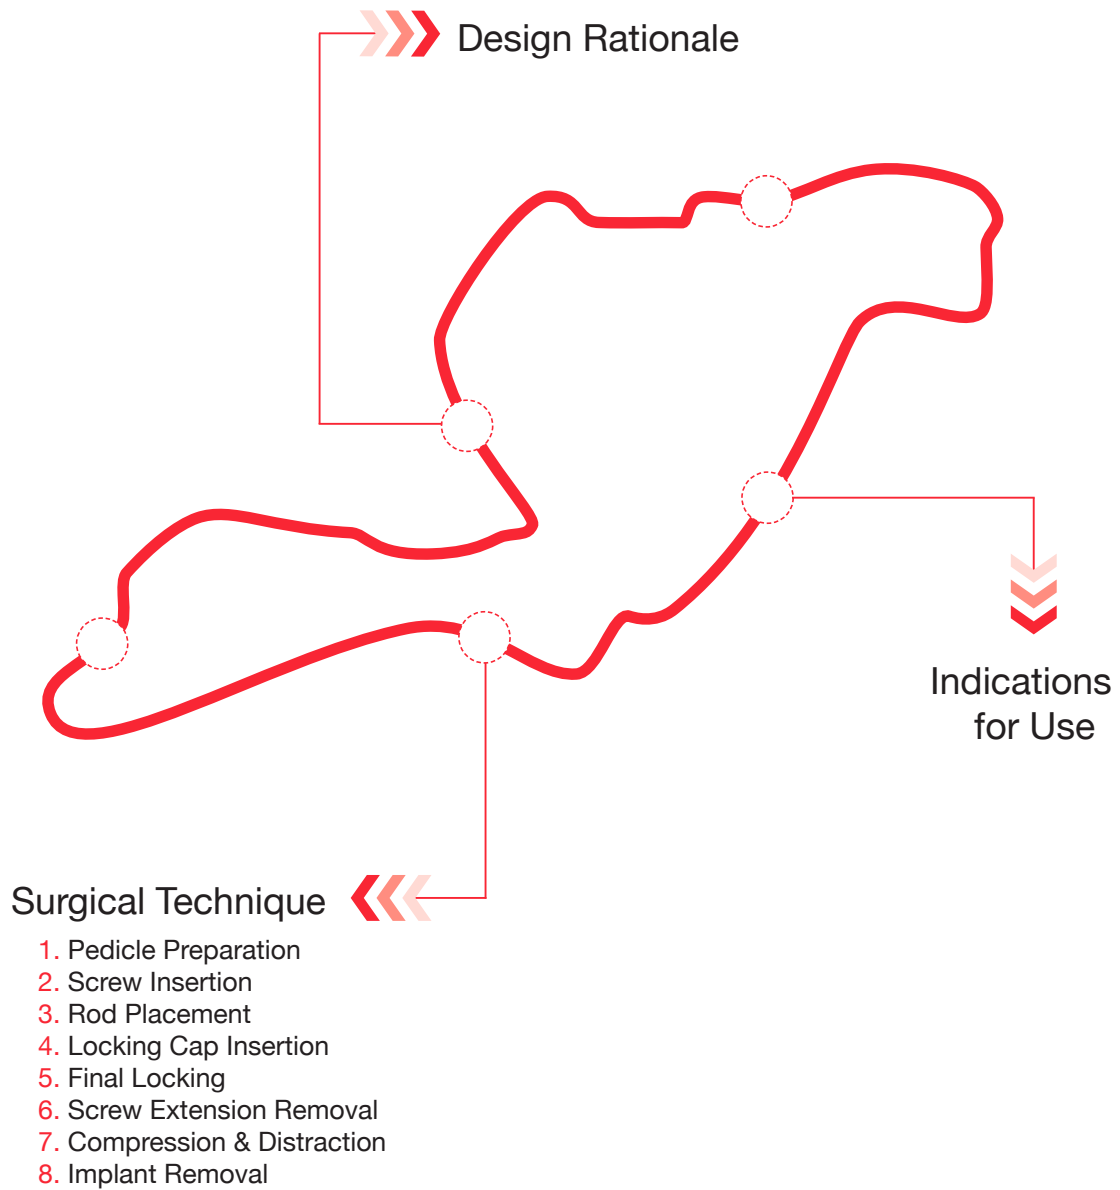 Design Rationale
Indications
for Use
Surgical Technique
1. Pedicle Preparation
2. Screw Insertion
3. Rod Placement
4. Locking Cap Insertion
5. Final Locking
6. Screw Extension Removal
7. Compression & Distraction
8. Implant Removal